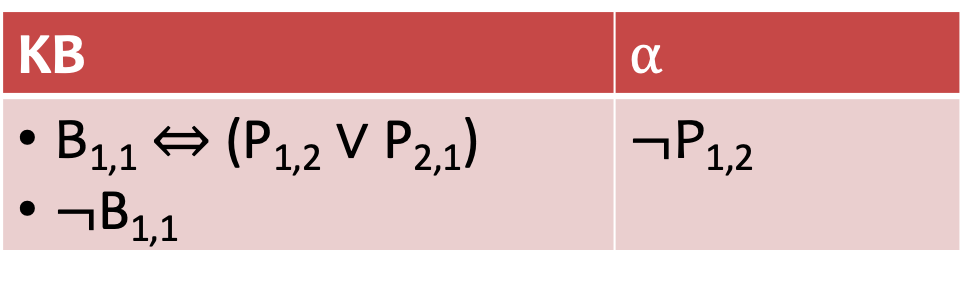 KB α
• B1,1 ⇔ (P1,2 ∨ P2,1) ¬P1,2
• ¬B1,1